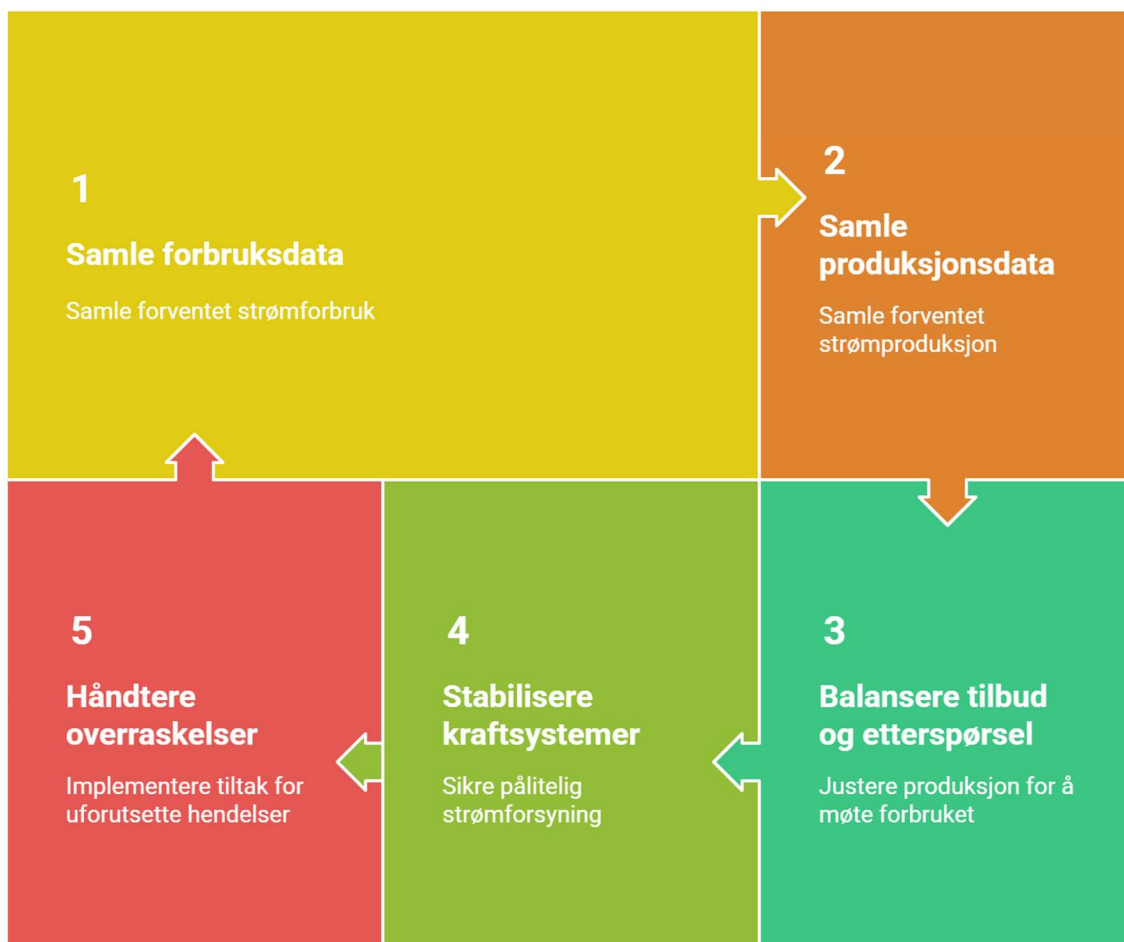 1
Samle forbruksdata
Samle forventet strømforbruk
2
Samle
produksjonsdata
Samle forventet
strømproduksjon
3
Balansere tilbud
og etterspørsel
Justere produksjon for å
møte forbruket
4
Stabilisere
kraftsystemer
Sikre pålitelig
strømforsyning
5
Håndtere
overraskelser
Implementere tiltak for
uforutsette hendelser